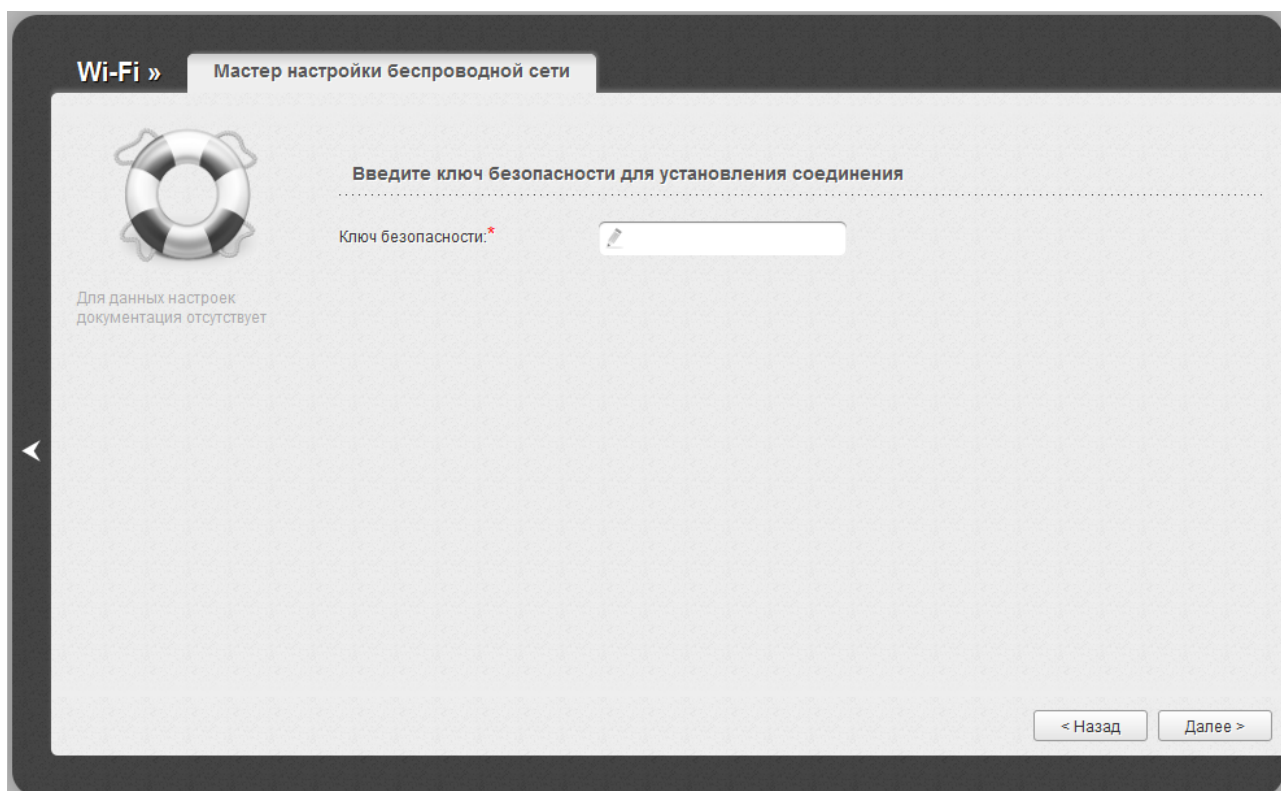 Wi-Fi »
Мастер настройки беспроводной сети
Введите ключ безопасности для установления соединения
Ключ безопасности:*
Для данных настроек
документация отсутствует
< Назад
Далее >